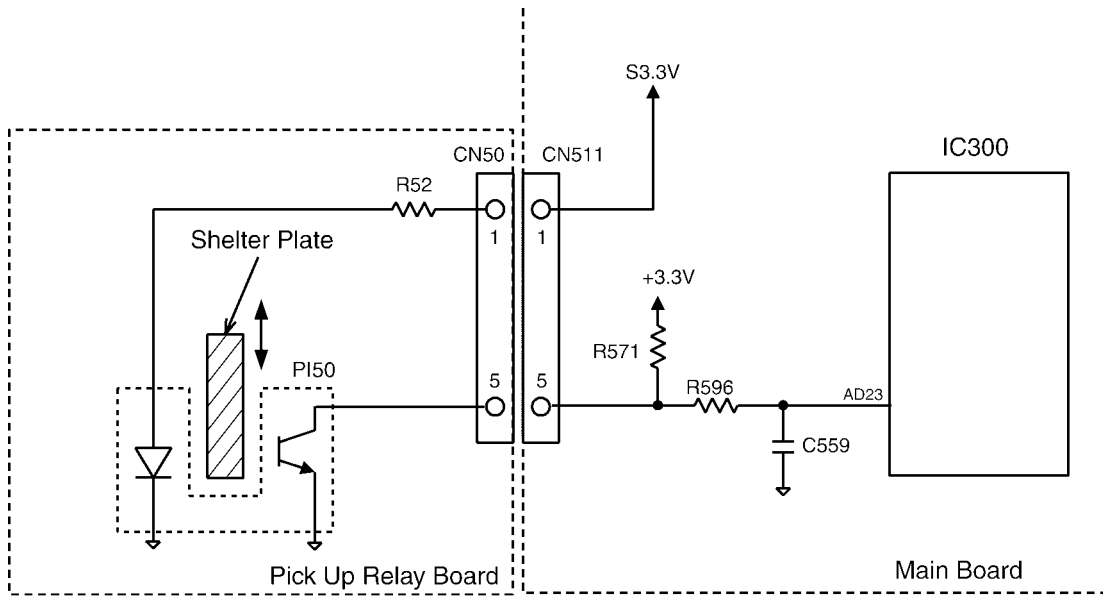 S3.3V
CN50
CN511
IC300
R52
1
1
Shelter Plate
+3.3V
R571
PI50
5
5
R596
AD23
C559
Pick Up Relay Board
Main Board